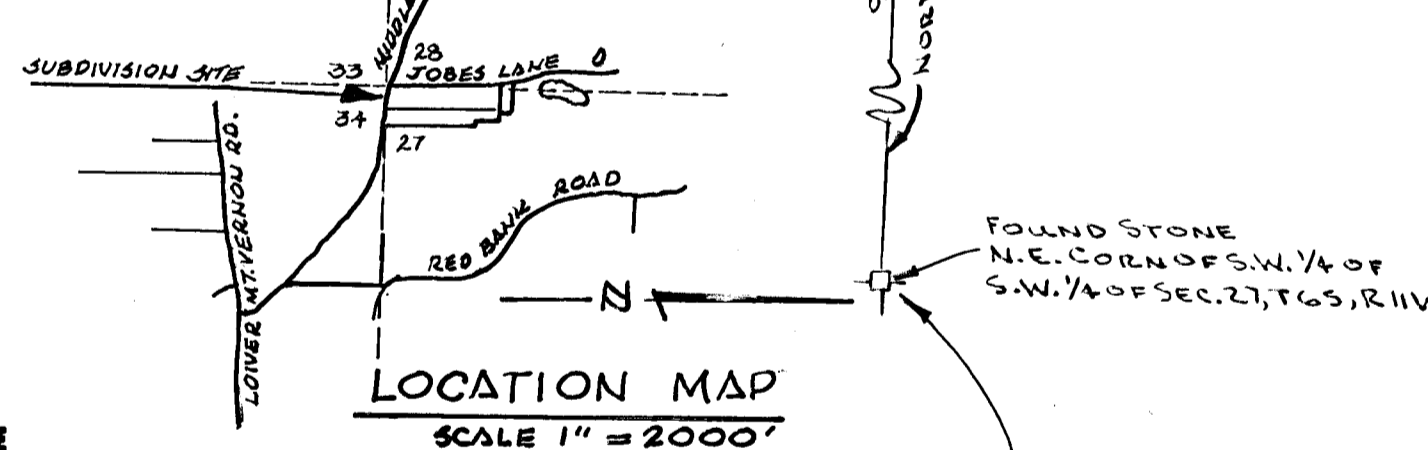 SUBDIVISION SITE
33
28
JOBES LANE
34
27
LOWER MT. VERNON RD.
RED BANK ROAD
N
FOUND STONE
N.E. CORN OF S.W. 1/4 OF
S.W. 1/4 OF SEC. 27, T6S, R11W
LOCATION MAP
SCALE 1" = 2000'